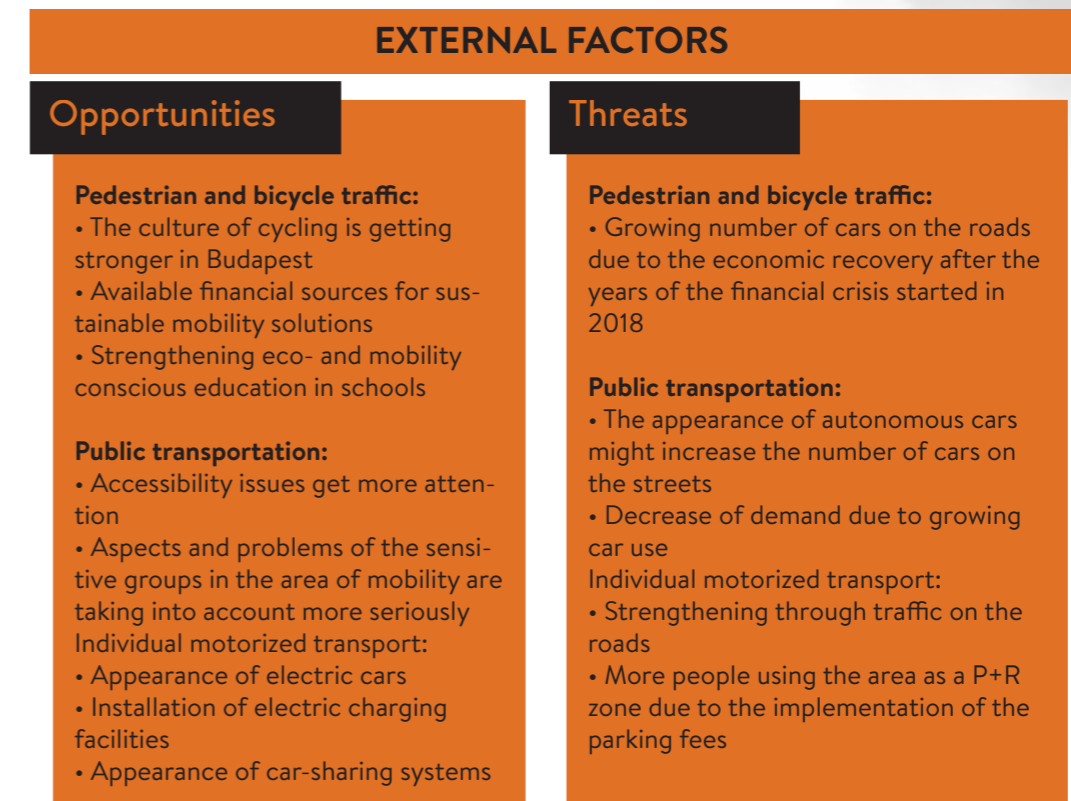 EXTERNAL FACTORS
Opportunities
Pedestrian and bicycle traffic:
• The culture of cycling is getting
stronger in Budapest
• Available financial sources for sus-
tainable mobility solutions
• Strengthening eco- and mobility
conscious education in schools
Public transportation:
• Accessibility issues get more atten-
tion
• Aspects and problems of the sensi-
tive groups in the area of mobility are
taking into account more seriously
Individual motorized transport:
• Appearance of electric cars
• Installation of electric charging
facilities
• Appearance of car-sharing systems
Threats
Pedestrian and bicycle traffic:
• Growing number of cars on the roads
due to the economic recovery after the
years of the financial crisis started in
2018
Public transportation:
• The appearance of autonomous cars
might increase the number of cars on
the streets
• Decrease of demand due to growing
car use
Individual motorized transport:
• Strengthening through traffic on the
roads
• More people using the area as a P+R
zone due to the implementation of the
parking fees